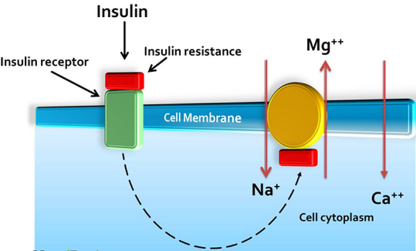 Insulin
Insulin resistance
Insulin receptor
Mg++
Cell Membrane
Na+
Ca++
Cell cytoplasm